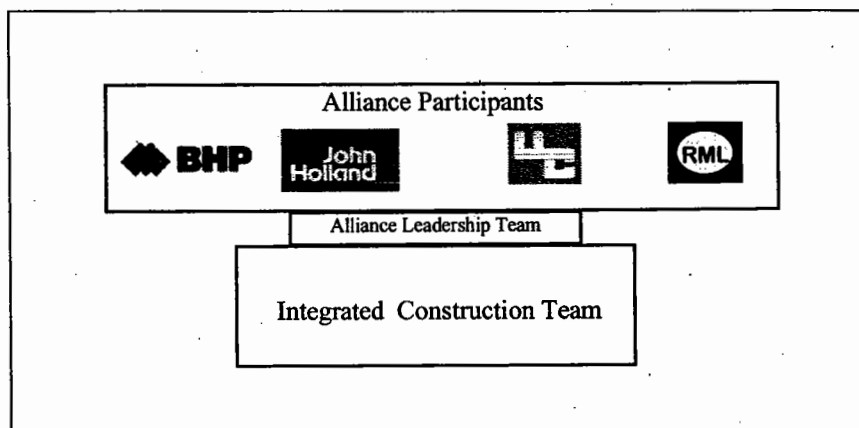 Alliance Participants
BHP
John
Holland
RML
Alliance Leadership Team
Integrated Construction Team